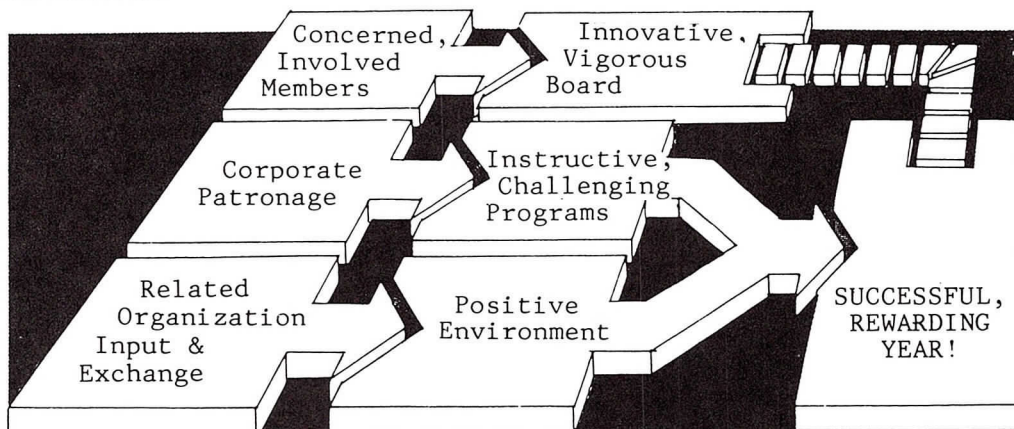 Concerned,
Involved
Members
Innovative,
Vigorous
Board
Corporate
Patronage
Instructive,
Challenging
Programs
Related
Organization
Input &
Exchange
Positive
Environment
SUCCESSFUL,
REWARDING
YEAR!